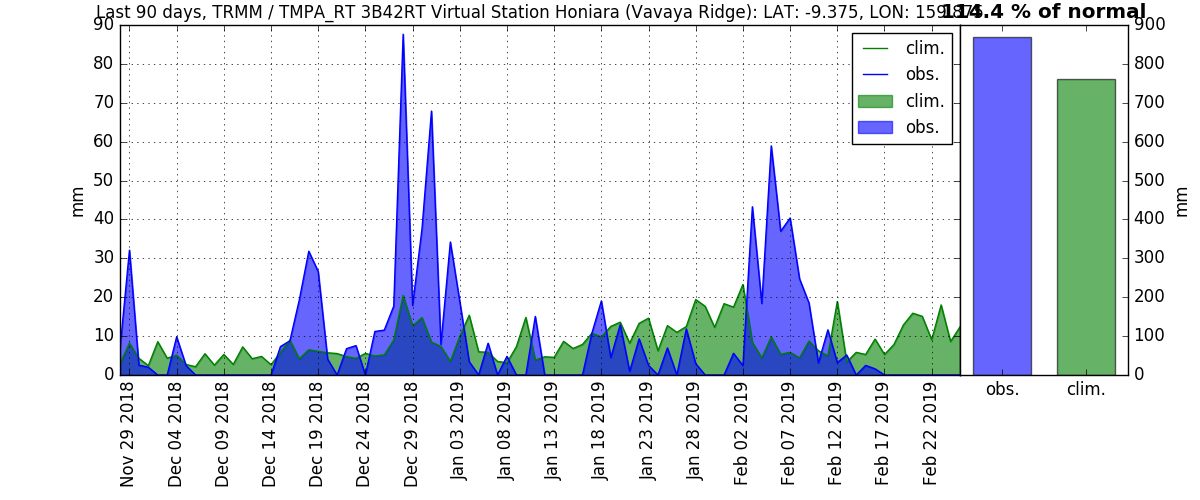 Last 90 days, TRMM / TMPA_RT 3B42RT Virtual Station Honiara (Vavaya Ridge): LAT: -9.375, LON:
114.4 % of normal
90
80
70
60
50
40
30
20
10
0
mm
clim.
obs.
clim.
obs.
900
800
700
600
500
400
300
200
100
0
mm
obs.
clim.
Nov 29 2018
Dec 04 2018
Dec 09 2018
Dec 14 2018
Dec 19 2018
Dec 24 2018
Dec 29 2018
Jan 03 2019
Jan 08 2019
Jan 13 2019
Jan 18 2019
Jan 23 2019
Jan 28 2019
Feb 02 2019
Feb 07 2019
Feb 12 2019
Feb 17 2019
Feb 22 2019